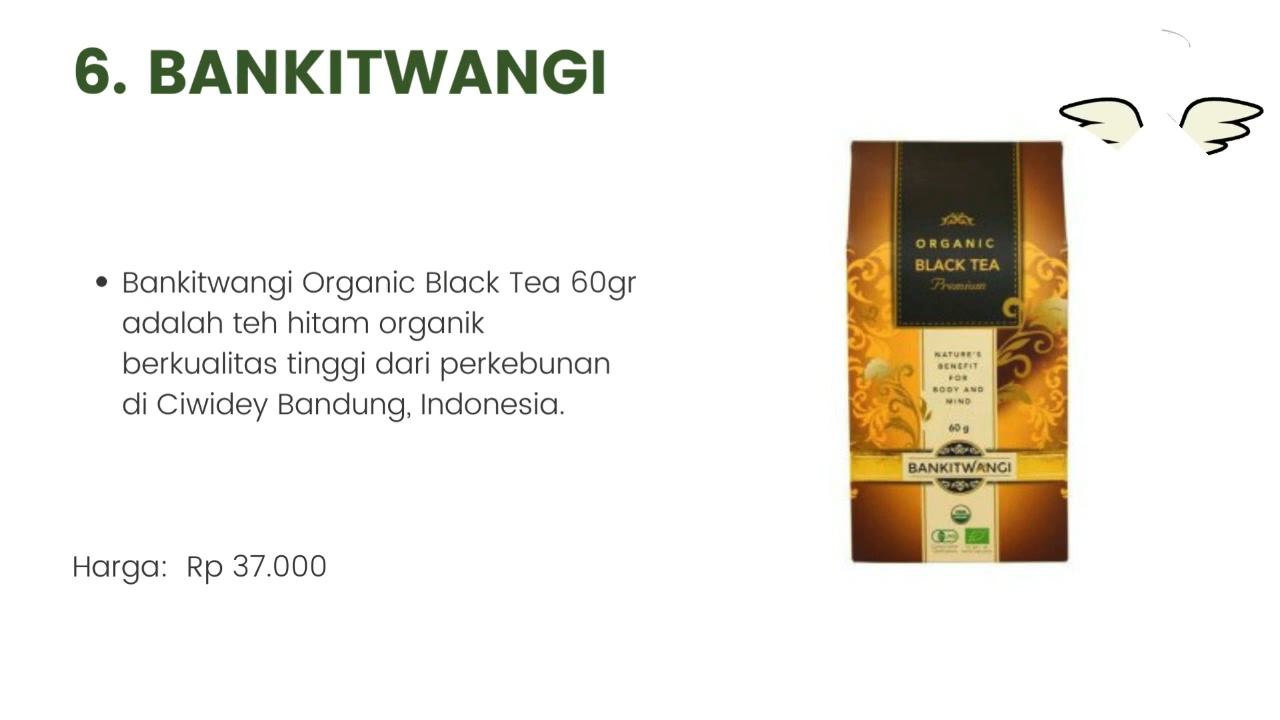 6. BANKITWANGI
Bankitwangi Organic Black Tea 60gr
adalah teh hitam organik
berkualitas tinggi dari perkebunan
di Ciwidey Bandung, Indonesia.
Harga: Rp 37.000
ORGANIC
BLACK TEA
Premium
NATURE'S
BENEFIT
FOR
BODY AND
MIND
60 g
BANKITWANGI